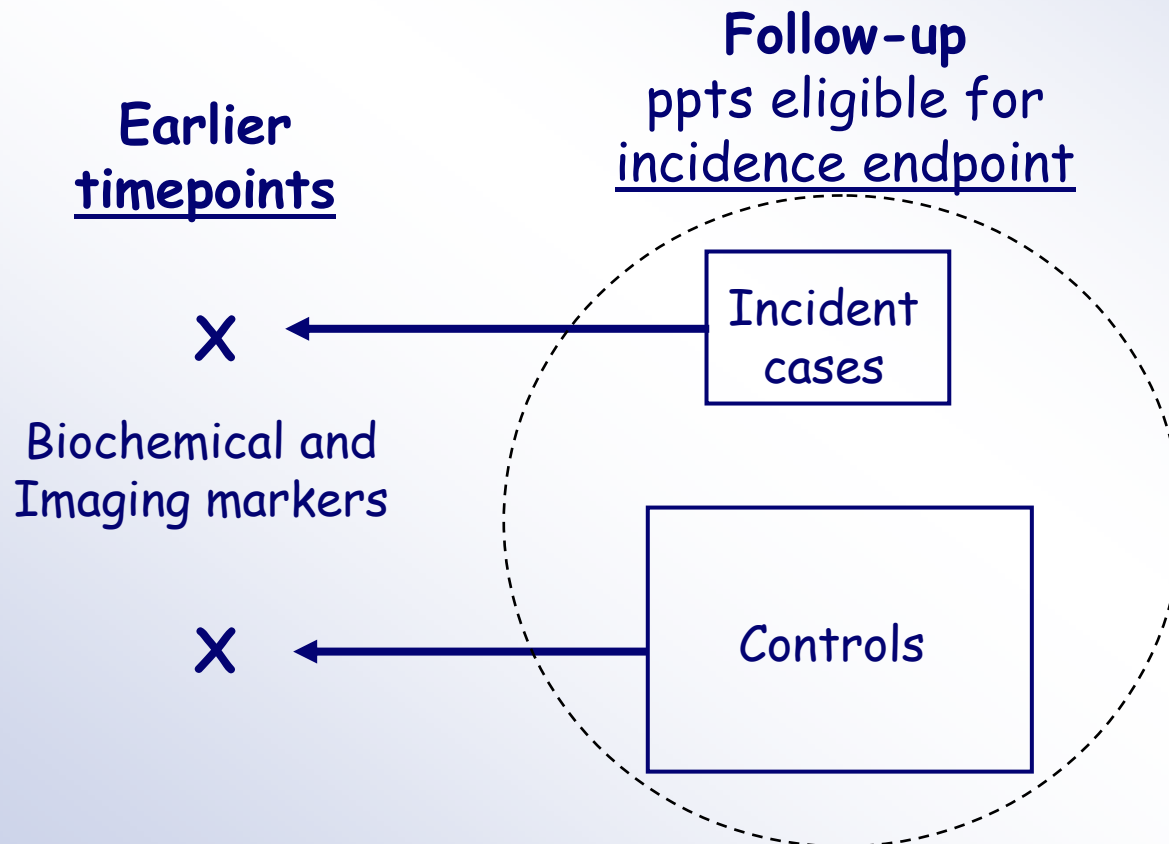 Earlier
timepoints
Follow-up
ppts eligible for
incidence endpoint
X
Incident
cases
Biochemical and
Imaging markers
X
Controls